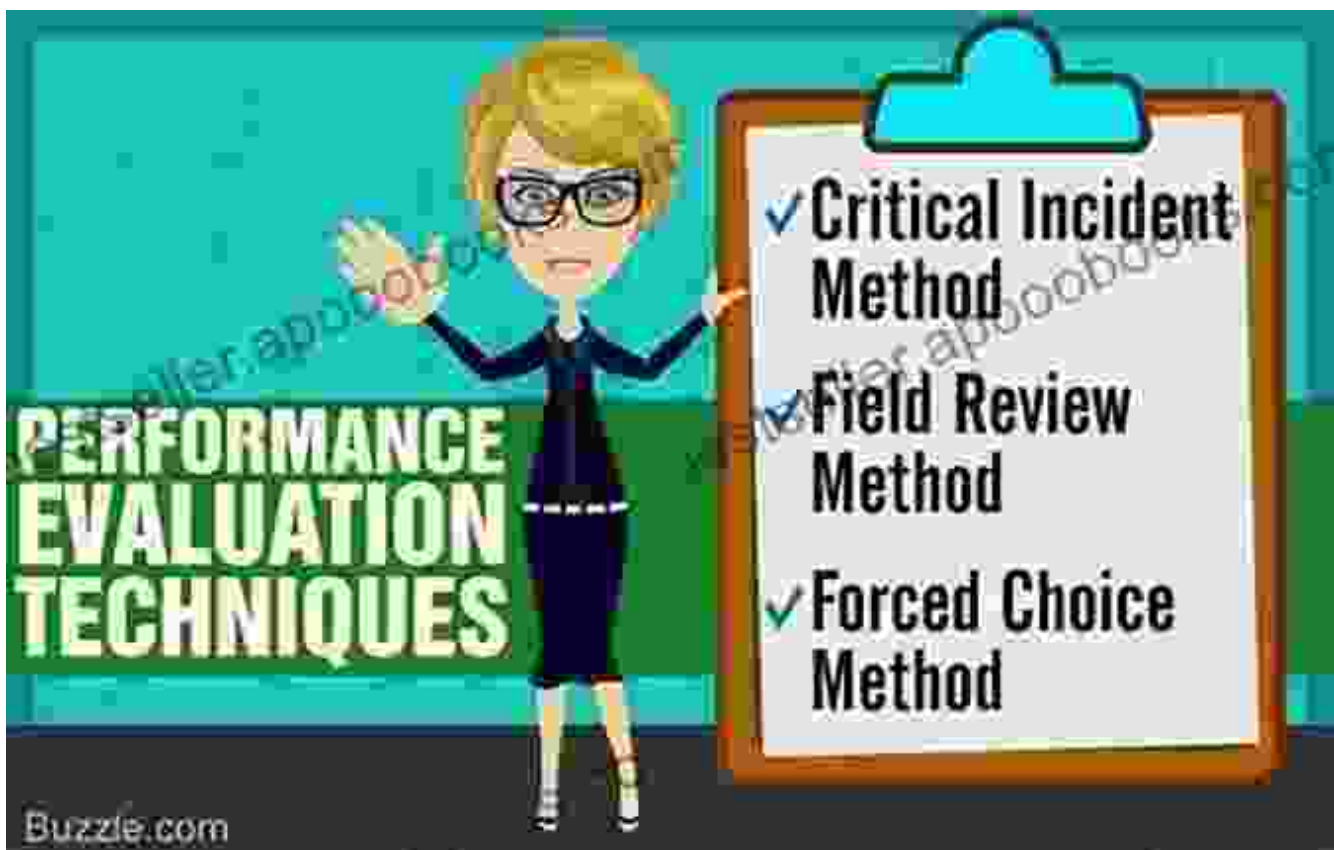 Critical Incident
Method
Field Review
Method
Forced Choice
Method
PERFORMANCE
EVALUATION
TECHNIQUES
Buzzle.com